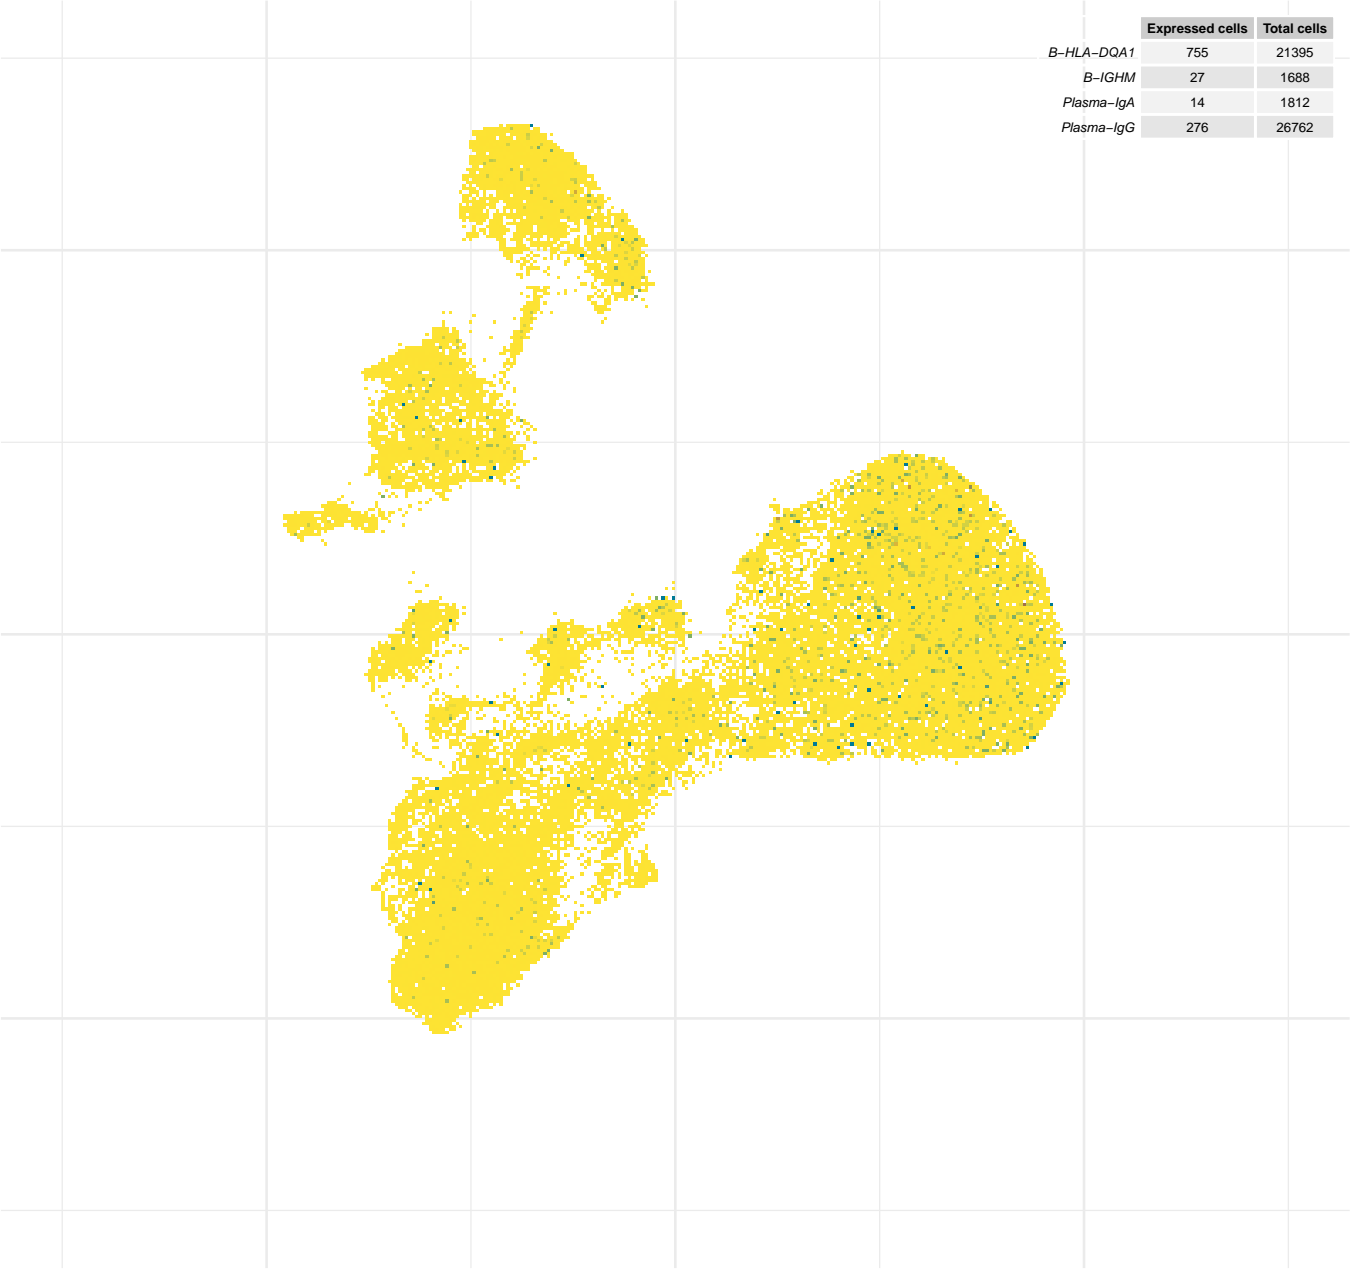 Expressed cells Total cells
B−HLA−DQA1 755 21395
B−IGHM 27 1688
Plasma−IgA 14 1812
Plasma−IgG 276 26762